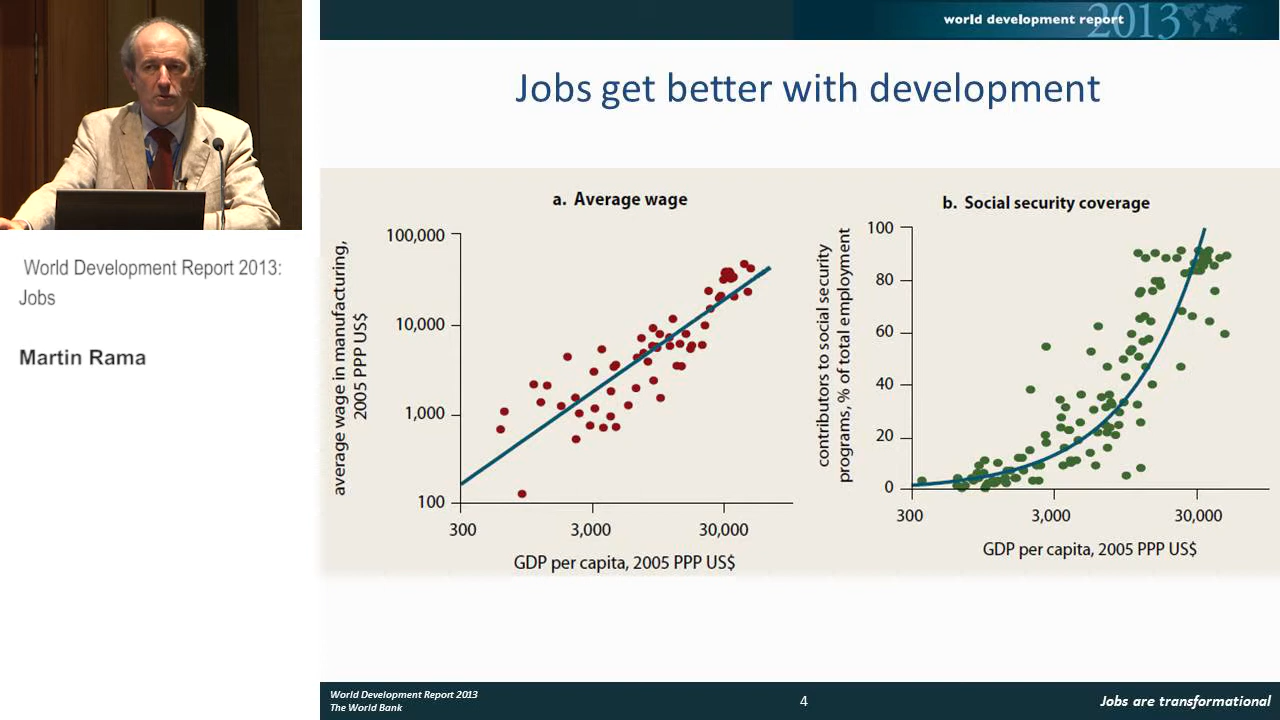 world development report 2013
Jobs get better with development
World Development Report 2013:
Jobs
Martin Rama
a. Average wage
average wage in manufacturing,
2005 PPP US$
100,000
10,000
1,000
100
300
3,000
30,000
GDP per capita, 2005 PPP US$
b. Social security coverage
contributors to social security
programs, % of total employment
100
80
60
40
20
0
300
3,000
30,000
GDP per capita, 2005 PPP US$
World Development Report 2013
The World Bank
4
Jobs are transformational